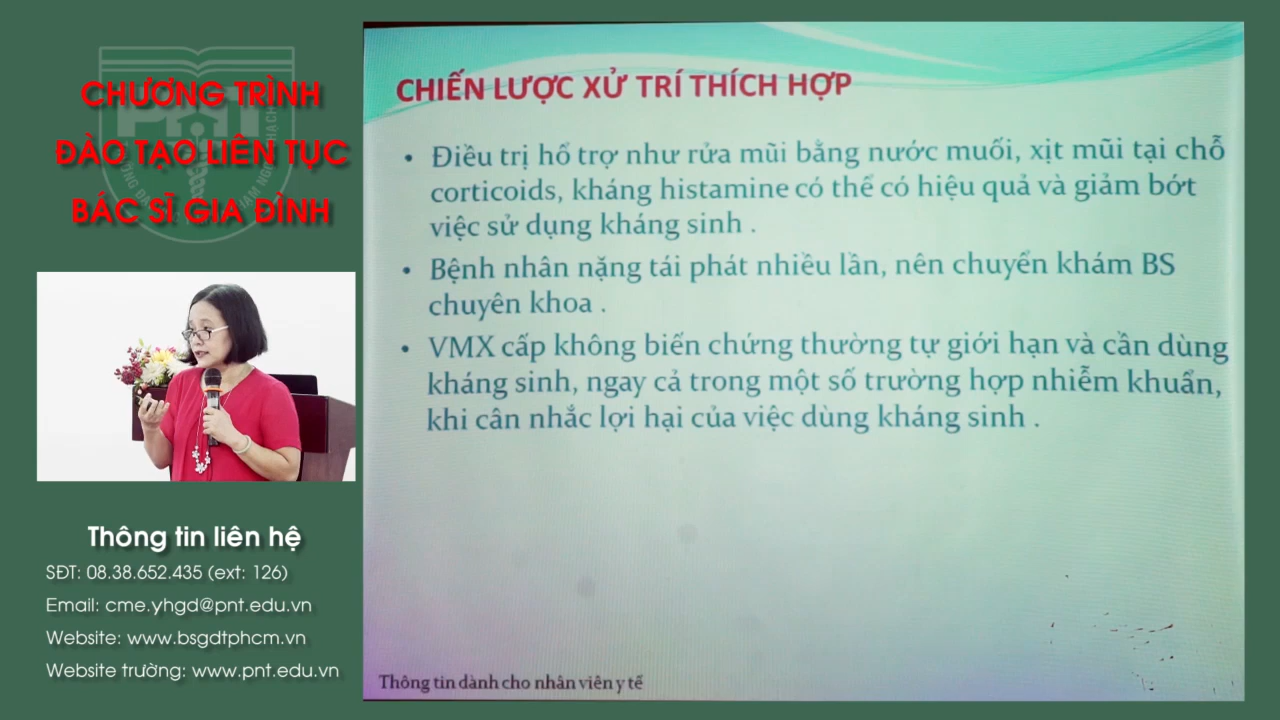 CHƯƠNG TRÌNH
ĐÀO TẠO LIÊN TỤC
BÁC SĨ GIA ĐÌNH
Thông tin liên hệ
SĐT: 08.38.652.435 (ext: 126)
Email: cme.yhgd@pnt.edu.vn
Website: www.bsgdtphcm.vn
Website trường: www.pnt.edu.vn
CHIẾN LƯỢC XỬ TRÍ THÍCH HỢP
• Điều trị hổ trợ như rửa mũi bằng nước muối, xịt mũi tại chỗ
corticoids, kháng histamine có thể có hiệu quả và giảm bớt
việc sử dụng kháng sinh .
• Bệnh nhân nặng tái phát nhiều lần, nên chuyển khám BS
chuyên khoa .
• VMX cấp không biến chứng thường tự giới hạn và cần dùng
kháng sinh, ngay cả trong một số trường hợp nhiễm khuẩn,
khi cân nhắc lợi hại của việc dùng kháng sinh .
Thông tin dành cho nhân viên y tế